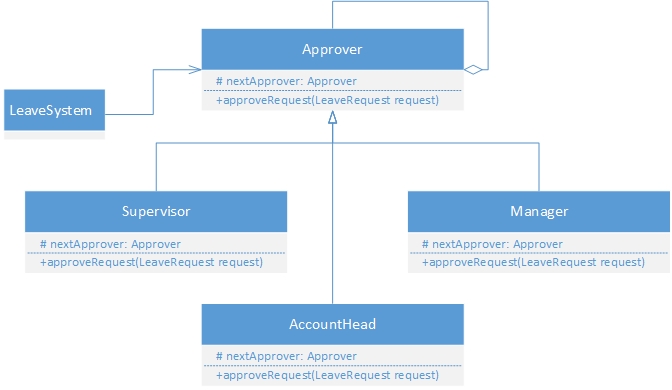 Approver
# nextApprover: Approver
+approveRequest(LeaveRequest request)
LeaveSystem
Supervisor
# nextApprover: Approver
+approveRequest(LeaveRequest request)
Manager
# nextApprover: Approver
+approveRequest(LeaveRequest request)
AccountHead
# nextApprover: Approver
+approveRequest(LeaveRequest request)